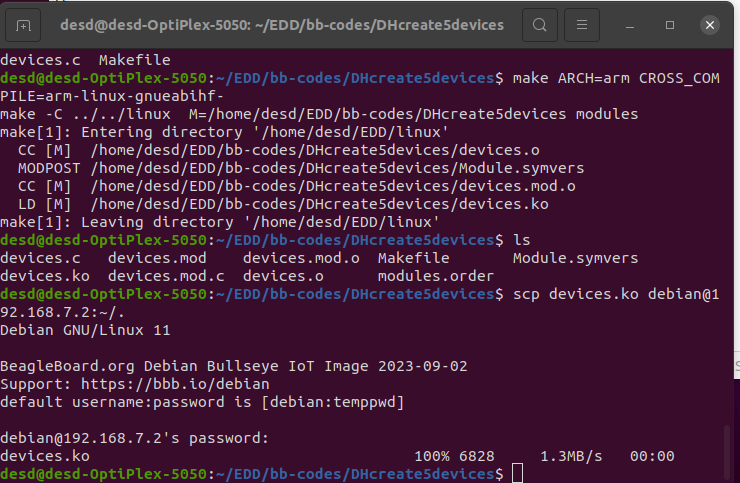 desd@desd-OptiPlex-5050: ~/EDD/bb-codes/DHcreate5devices
devices.c  Makefile
desd@desd-OptiPlex-5050:~/EDD/bb-codes/DHcreate5devices$ make ARCH=arm CROSS_COM
PILE=arm-linux-gnueabihf-
make -C ../../linux  M=/home/desd/EDD/bb-codes/DHcreate5devices modules
make[1]: Entering directory '/home/desd/EDD/linux'
  CC [M]  /home/desd/EDD/bb-codes/DHcreate5devices/devices.o
  MODPOST /home/desd/EDD/bb-codes/DHcreate5devices/Module.symvers
  CC [M]  /home/desd/EDD/bb-codes/DHcreate5devices/devices.mod.o
  LD [M]  /home/desd/EDD/bb-codes/DHcreate5devices/devices.ko
make[1]: Leaving directory '/home/desd/EDD/linux'
desd@desd-OptiPlex-5050:~/EDD/bb-codes/DHcreate5devices$ ls
devices.c   devices.mod    devices.mod.o  Makefile       Module.symvers
devices.ko  devices.mod.c  devices.o      modules.order
desd@desd-OptiPlex-5050:~/EDD/bb-codes/DHcreate5devices$ scp devices.ko debian@1
92.168.7.2:~/.
Debian GNU/Linux 11

BeagleBoard.org Debian Bullseye IoT Image 2023-09-02
Support: https://bbb.io/debian
default username:password is [debian:temppwd]

debian@192.168.7.2's password:
devices.ko                                    100% 6828     1.3MB/s   00:00
desd@desd-OptiPlex-5050:~/EDD/bb-codes/DHcreate5devices$